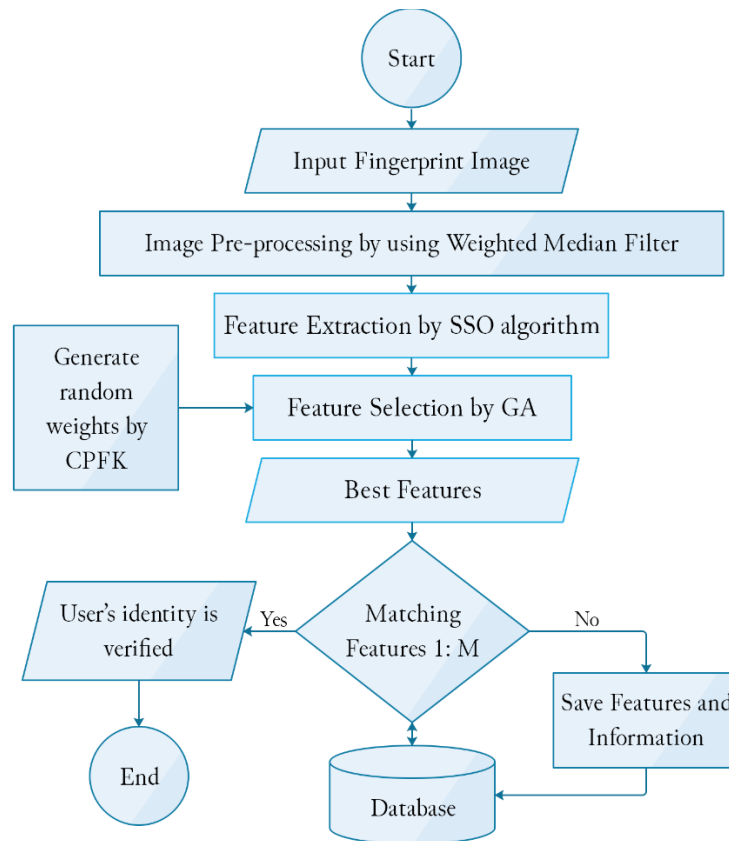 Start
Input Fingerprint Image
Image Pre-processing by using Weighted Median Filter
Feature Extraction by SSO algorithm
Generate
random
weights by
CPFK
Feature Selection by GA
Best Features
Matching
Features 1: M
Yes
No
User's identity is
verified
Save Features and
Information
End
Database